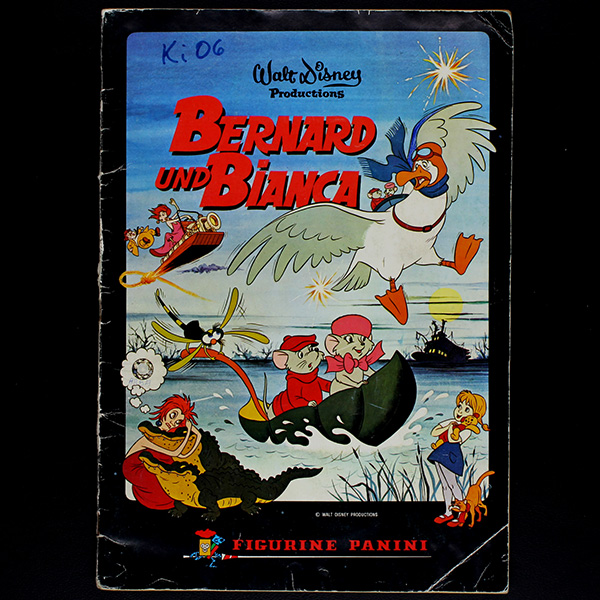 Ki 06
Walt Disney
Productions
BERNARD
UND BIANCA
© WALT DISNEY PRODUCTIONS
FIGURINE PANINI